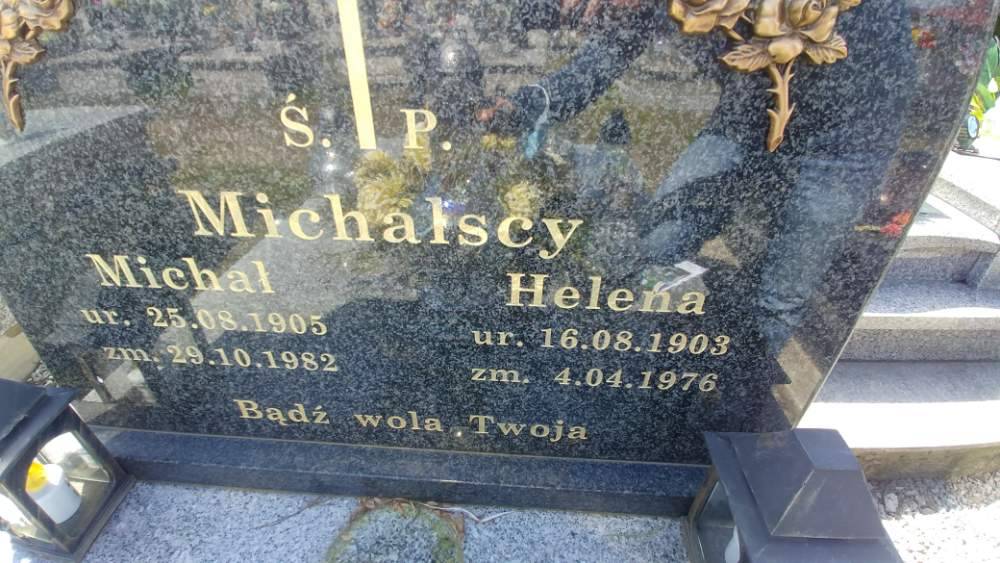 Ś. P.
Michalscy
Michał
ur. 25.08.1905
zm. 29.10.1982
Helena
ur. 16.08.1903
zm. 4.04.1976
Bądź wola Twoja